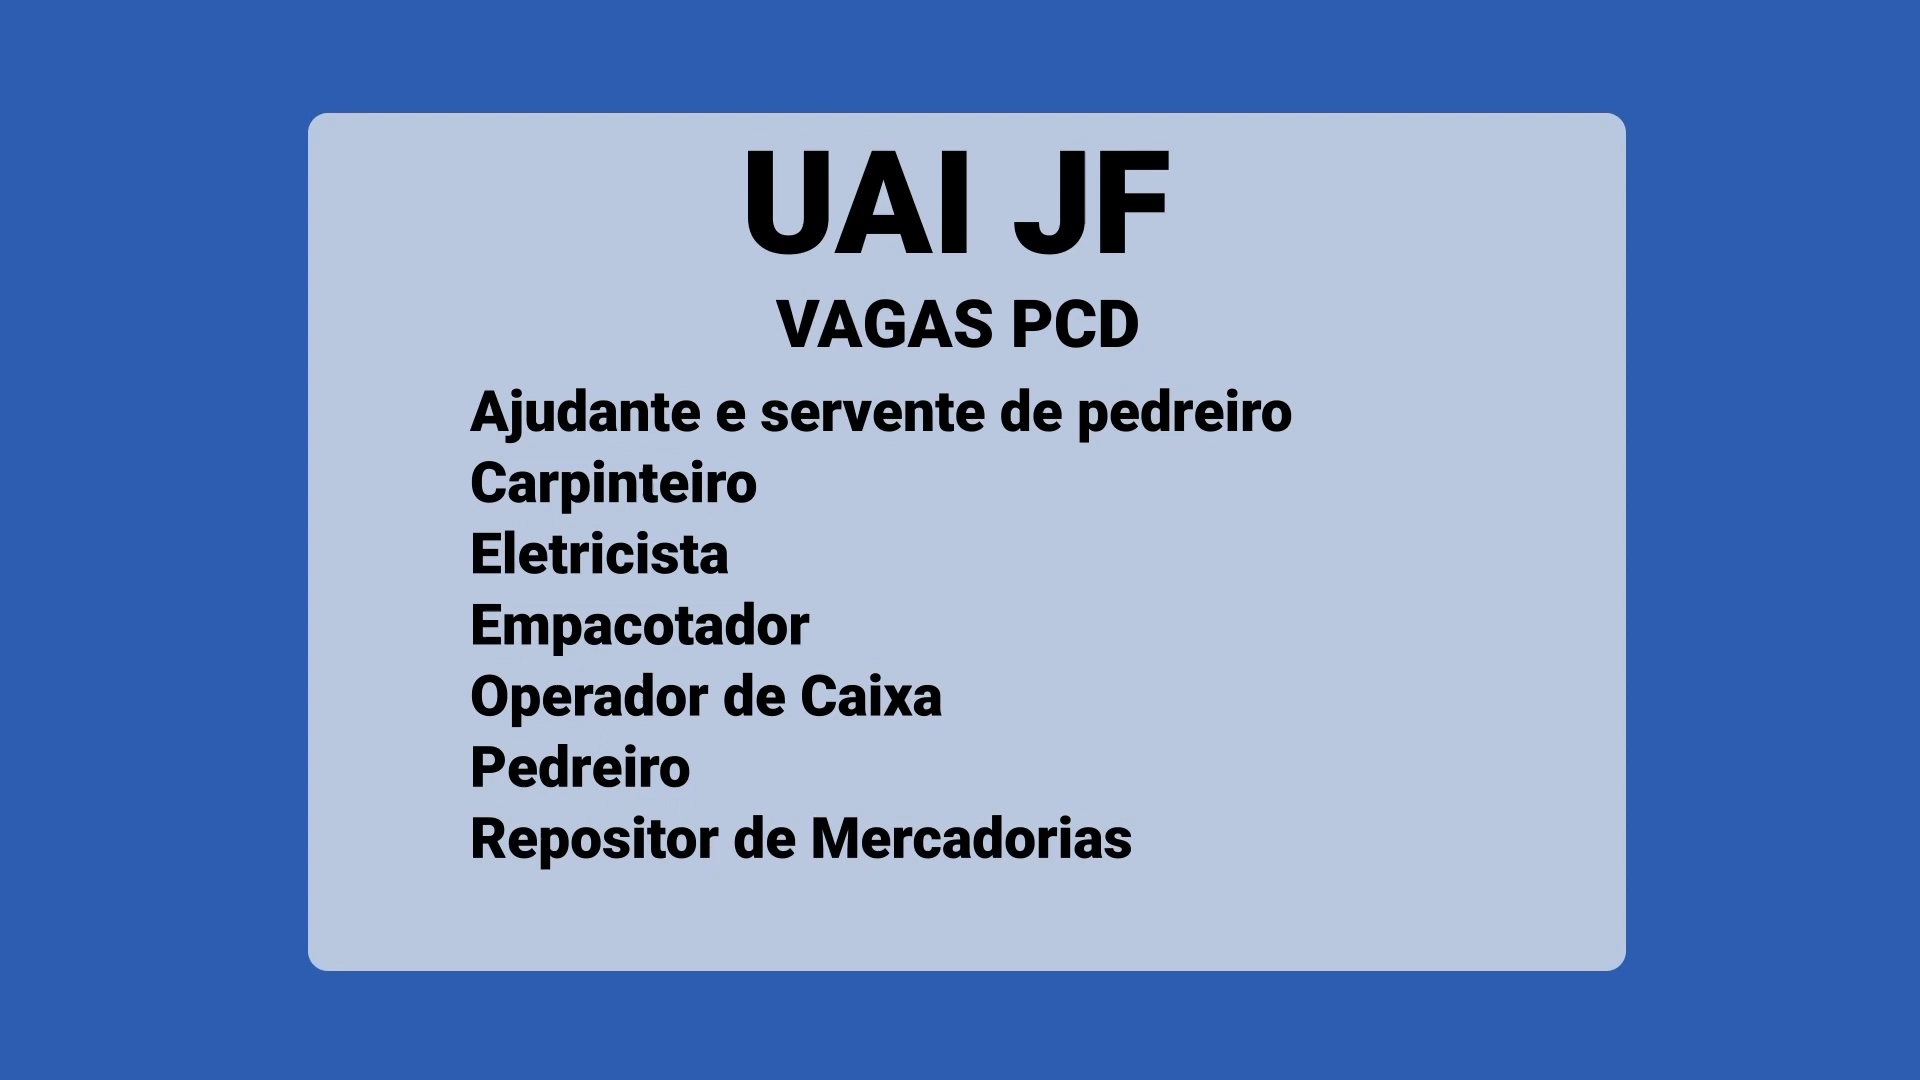 UAI JF
VAGAS PCD
Ajudante e servente de pedreiro
Carpinteiro
Eletricista
Empacotador
Operador de Caixa
Pedreiro
Repositor de Mercadorias